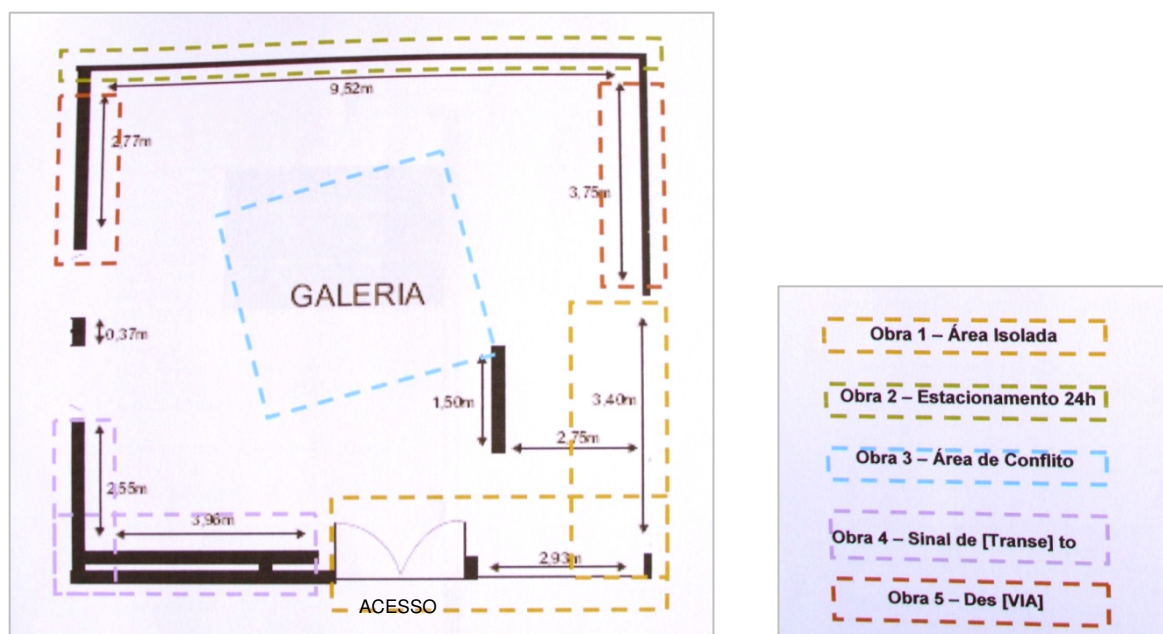 9,52m
2,77m
3,75m
GALERIA
0,37m
1,50m
3,40m
2,75m
2,55m
3,96m
2,93m
ACESSO
Obra 1 – Área Isolada
Obra 2 – Estacionamento 24h
Obra 3 – Área de Conflito
Obra 4 – Sinal de [Transe] to
Obra 5 – Des [VIA]